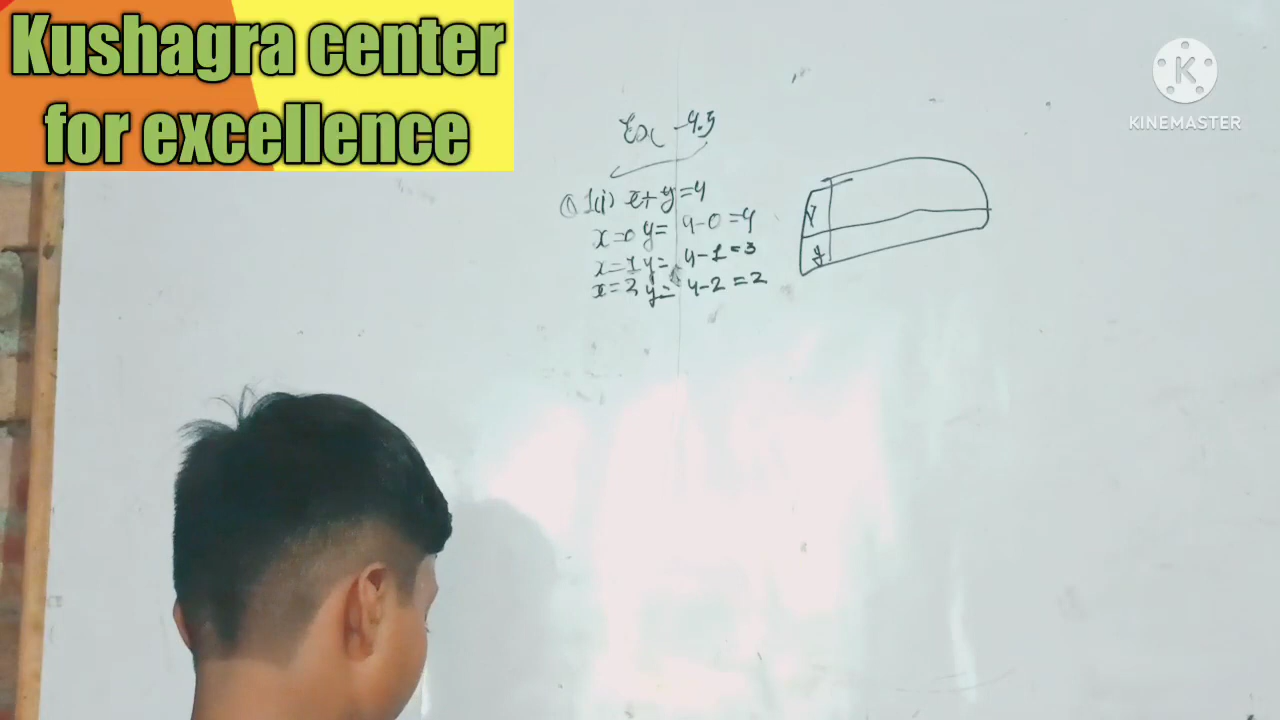 Kushagra center
for excellence
KINEMASTER
Ex - 4.5
Q 1(i) x + y = 4
x = 0 y = 4 - 0 = 4
x = 1 y = 4 - 1 = 3
x = 2 y = 4 - 2 = 2
y